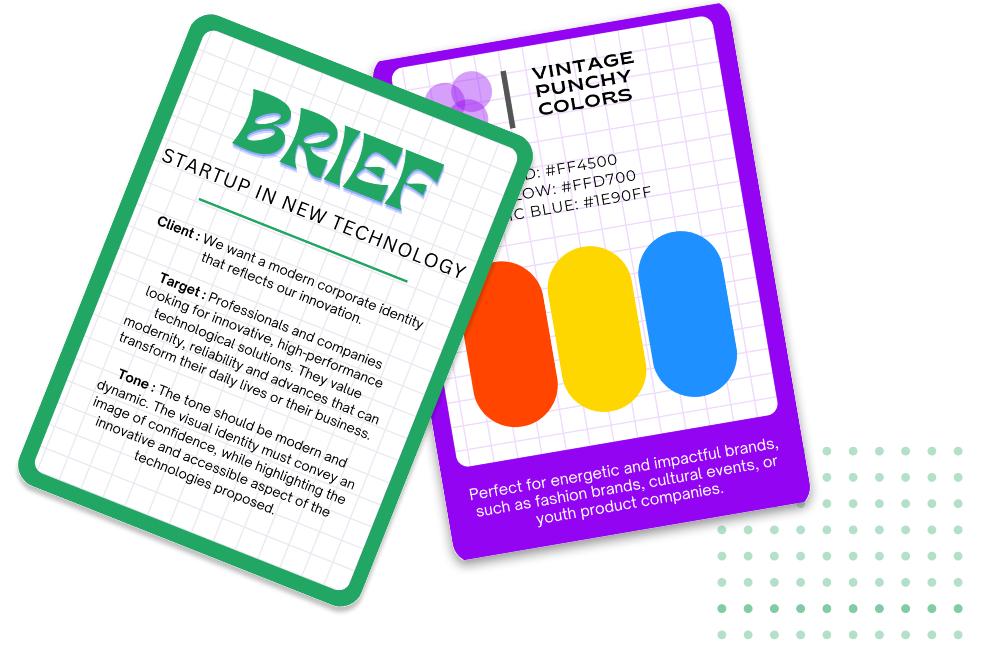 BRIEF
STARTUP IN NEW TECHNOLOGY
Client : We want a modern corporate identity
that reflects our innovation.
Target : Professionals and companies
looking for innovative, high-performance
technological solutions. They value
modernity, reliability and advances that can
transform their daily lives or their business.
Tone : The tone should be modern and
dynamic. The visual identity must convey an
image of confidence, while highlighting the
innovative and accessible aspect of the
technologies proposed.
VINTAGE
PUNCHY
COLORS
#FF4500
#FFD700
BLUE: #1E90FF
Perfect for energetic and impactful brands,
such as fashion brands, cultural events, or
youth product companies.